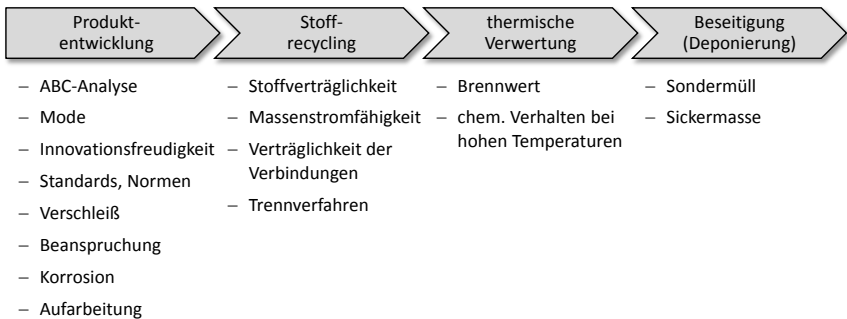 Produkt-
entwicklung
Stoff-
recycling
thermische
Verwertung
Beseitigung
(Deponierung)
– ABC-Analyse
– Mode
– Innovationsfreudigkeit
– Standards, Normen
– Verschleiß
– Beanspruchung
– Korrosion
– Aufarbeitung
– Stoffverträglichkeit
– Massenstromfähigkeit
– Verträglichkeit der
Verbindungen
– Trennverfahren
– Brennwert
– chem. Verhalten bei
hohen Temperaturen
– Sondermüll
– Sickermasse